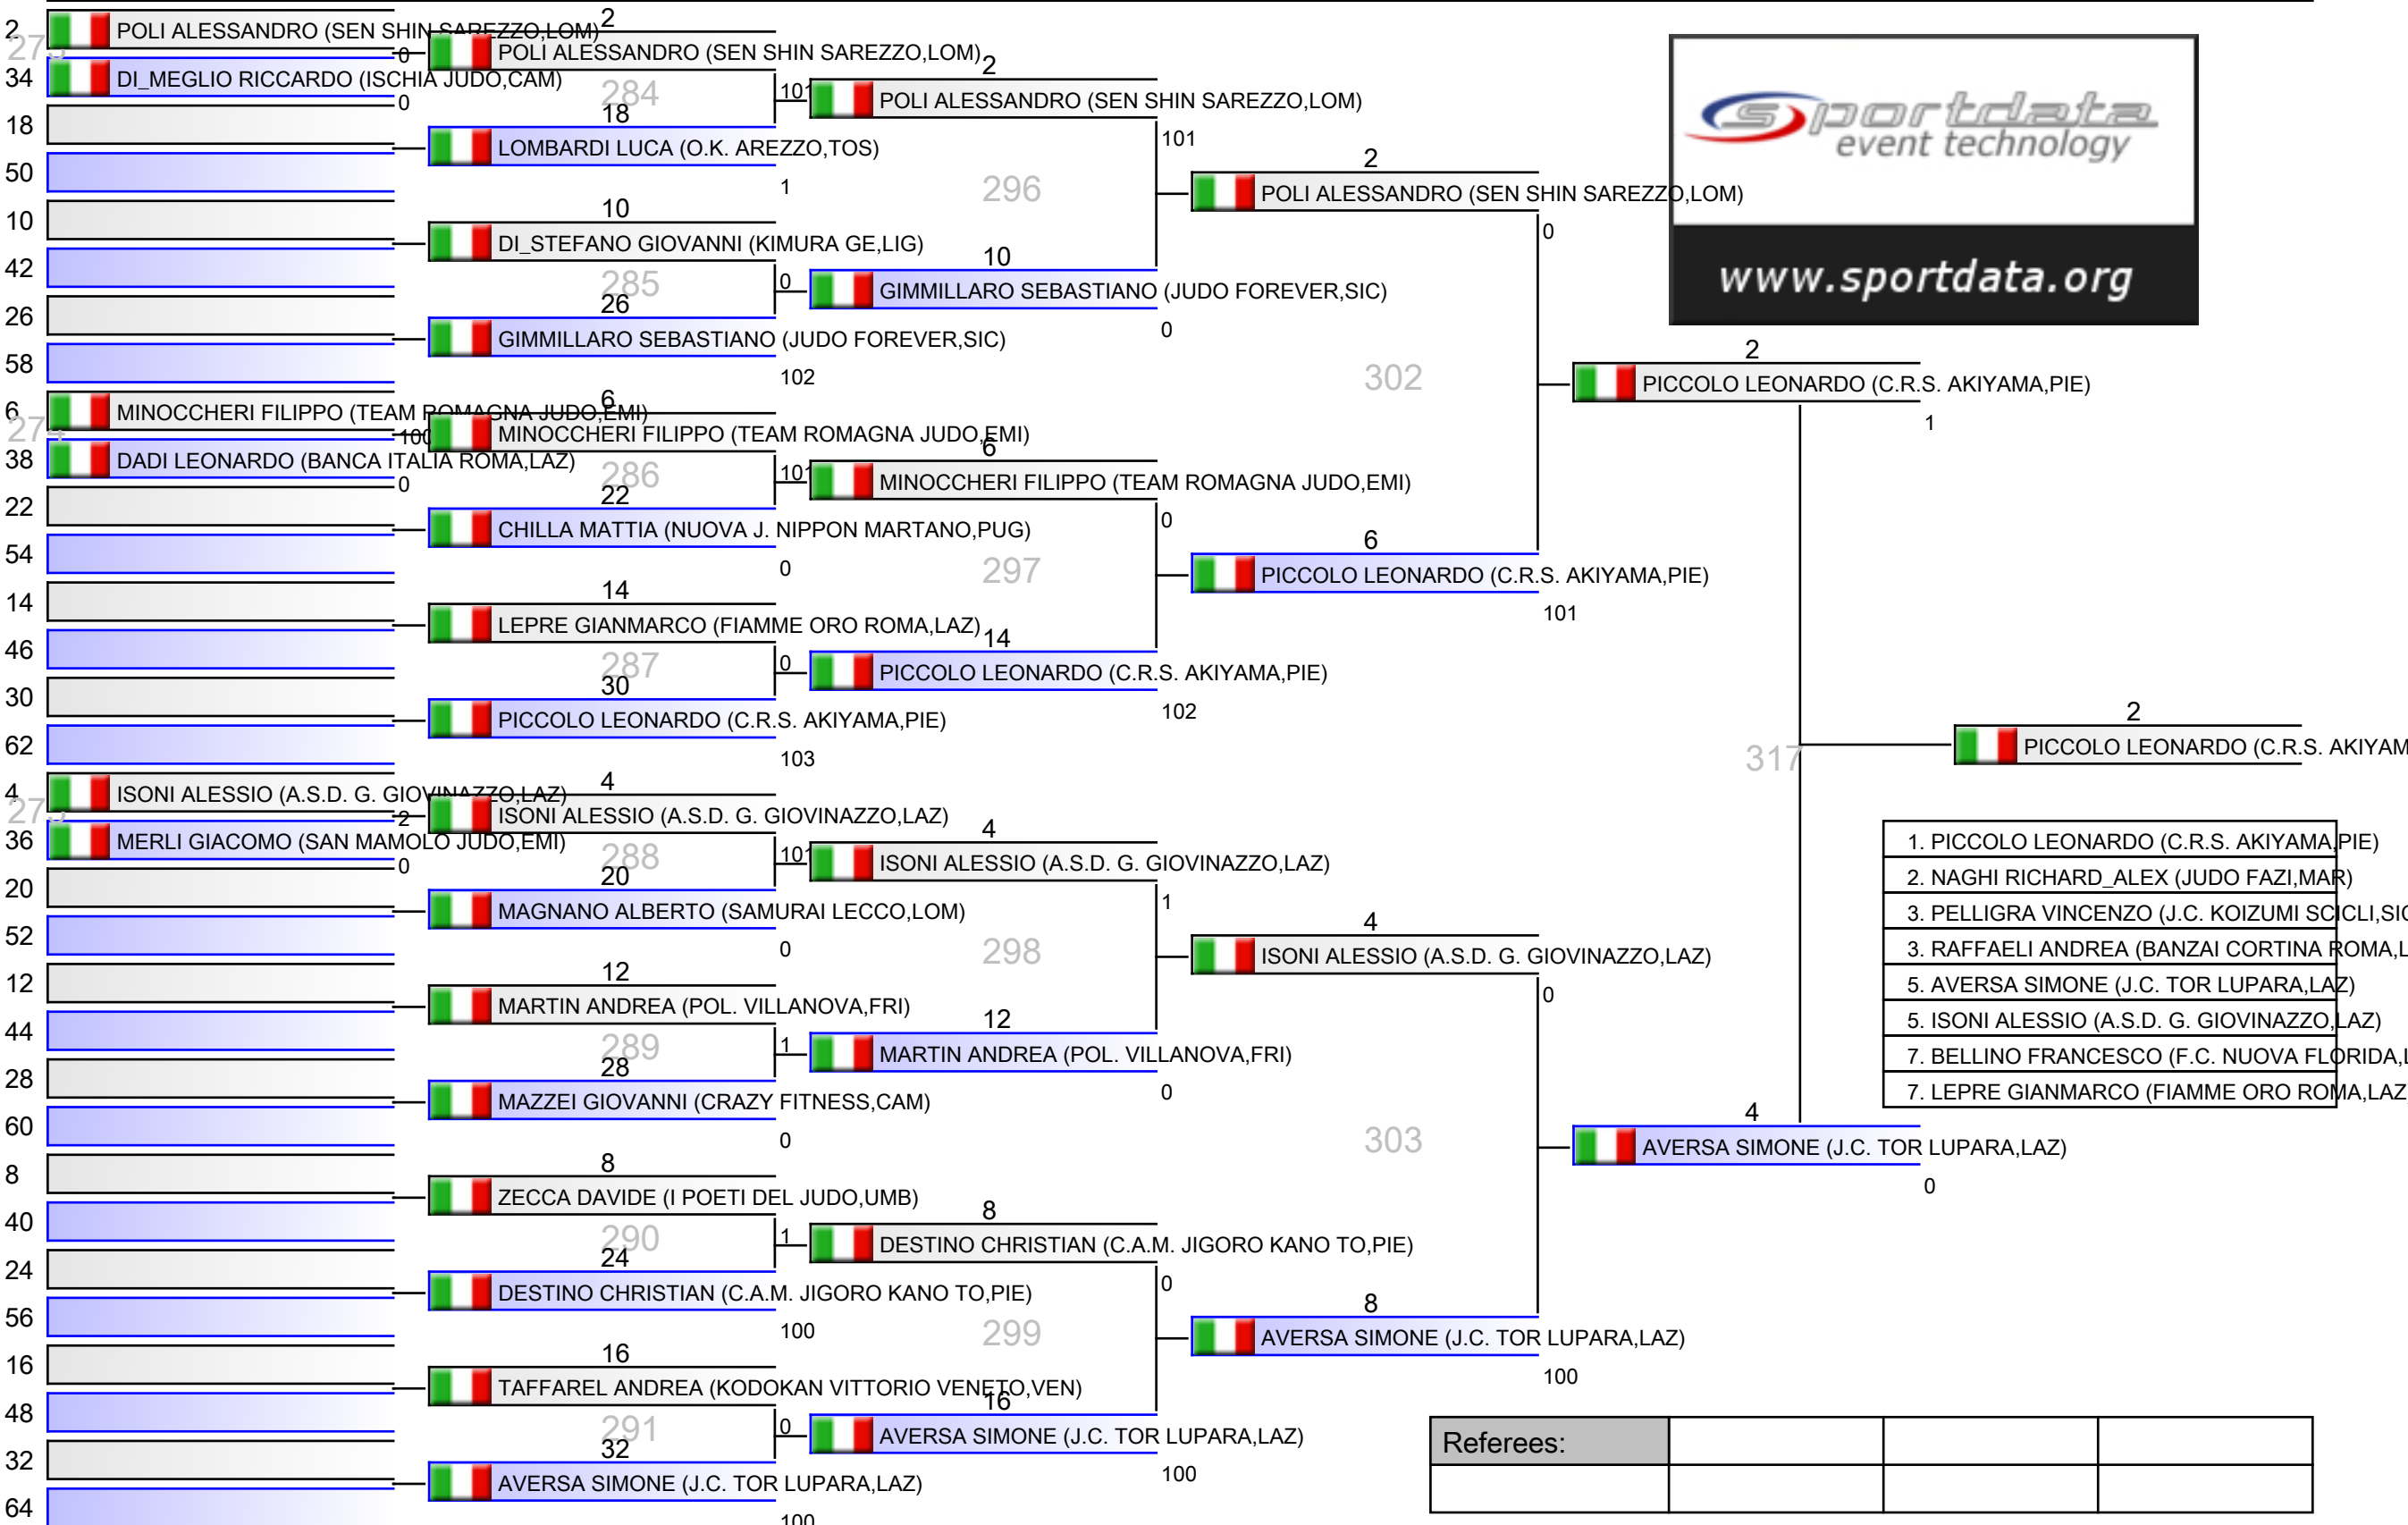 2 POLI ALESSANDRO (SEN SHIN SAREZZO,LOM)
0
34 DI_MEGLIO RICCARDO (ISCHIA JUDO,CAM)
0
18
50
10
42
26
58
6 MINOCCHERI FILIPPO (TEAM ROMAGNA JUDO,EMI)
274
100
38 DADI LEONARDO (BANCA ITALIA ROMA,LAZ)
0
22
54
14
46
30
62
4 ISONI ALESSIO (A.S.D. G. GIOVINAZZO,LAZ)
2
36 MERLI GIACOMO (SAN MAMOLO JUDO,EMI)
0
20
52
12
44
28
60
8
40
24
56
16
48
32
64
2
POLI ALESSANDRO (SEN SHIN SAREZZO,LOM)
284
101
18
LOMBARDI LUCA (O.K. AREZZO,TOS)
1
10
DI_STEFANO GIOVANNI (KIMURA GE,LIG)
285
0
26
GIMMILLARO SEBASTIANO (JUDO FOREVER,SIC)
102
6
MINOCCHERI FILIPPO (TEAM ROMAGNA JUDO,EMI)
286
101
22
CHILLA MATTIA (NUOVA J. NIPPON MARTANO,PUG)
0
14
LEPRE GIANMARCO (FIAMME ORO ROMA,LAZ)
287
0
30
PICCOLO LEONARDO (C.R.S. AKIYAMA,PIE)
103
4
ISONI ALESSIO (A.S.D. G. GIOVINAZZO,LAZ)
288
101
20
MAGNANO ALBERTO (SAMURAI LECCO,LOM)
0
12
MARTIN ANDREA (POL. VILLANOVA,FRI)
289
1
28
MAZZEI GIOVANNI (CRAZY FITNESS,CAM)
0
8
ZECCA DAVIDE (I POETI DEL JUDO,UMB)
290
1
24
DESTINO CHRISTIAN (C.A.M. JIGORO KANO TO,PIE)
100
16
TAFFAREL ANDREA (KODOKAN VITTORIO VENETO,VEN)
291
0
32
AVERSA SIMONE (J.C. TOR LUPARA,LAZ)
100
2
POLI ALESSANDRO (SEN SHIN SAREZZO,LOM)
101
296
10
GIMMILLARO SEBASTIANO (JUDO FOREVER,SIC)
0
6
MINOCCHERI FILIPPO (TEAM ROMAGNA JUDO,EMI)
0
297
14
PICCOLO LEONARDO (C.R.S. AKIYAMA,PIE)
102
4
ISONI ALESSIO (A.S.D. G. GIOVINAZZO,LAZ)
1
298
12
MARTIN ANDREA (POL. VILLANOVA,FRI)
0
8
DESTINO CHRISTIAN (C.A.M. JIGORO KANO TO,PIE)
0
299
16
AVERSA SIMONE (J.C. TOR LUPARA,LAZ)
100
2
POLI ALESSANDRO (SEN SHIN SAREZZO,LOM)
0
302
6
PICCOLO LEONARDO (C.R.S. AKIYAMA,PIE)
101
4
ISONI ALESSIO (A.S.D. G. GIOVINAZZO,LAZ)
0
303
8
AVERSA SIMONE (J.C. TOR LUPARA,LAZ)
100
sportdata
event technology
www.sportdata.org
2
PICCOLO LEONARDO (C.R.S. AKIYAMA,PIE)
1
317
4
AVERSA SIMONE (J.C. TOR LUPARA,LAZ)
0
2
PICCOLO LEONARDO (C.R.S. AKIYAM
1. PICCOLO LEONARDO (C.R.S. AKIYAMA,PIE)
2. NAGHI RICHARD_ALEX (JUDO FAZI,MAR)
3. PELLIGRA VINCENZO (J.C. KOIZUMI SCICLI,SIC
3. RAFFAELI ANDREA (BANZAI CORTINA ROMA,L
5. AVERSA SIMONE (J.C. TOR LUPARA,LAZ)
5. ISONI ALESSIO (A.S.D. G. GIOVINAZZO,LAZ)
7. BELLINO FRANCESCO (F.C. NUOVA FLORIDA,L
7. LEPRE GIANMARCO (FIAMME ORO ROMA,LAZ
Referees: